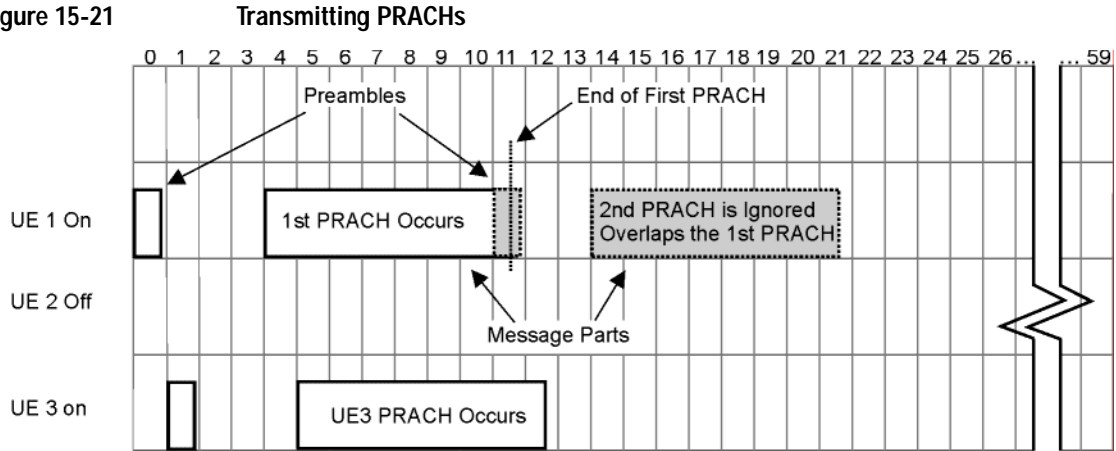 gure 15-21 Transmitting PRACHs
0 1 2 3 4 5 6 7 8 9 10 11 12 13 14 15 16 17 18 19 20 21 22 23 24 25 26 ... ... 59
Preambles
End of First PRACH
UE 1 On
1st PRACH Occurs
2nd PRACH is Ignored
Overlaps the 1st PRACH
UE 2 Off
Message Parts
UE 3 on
UE3 PRACH Occurs